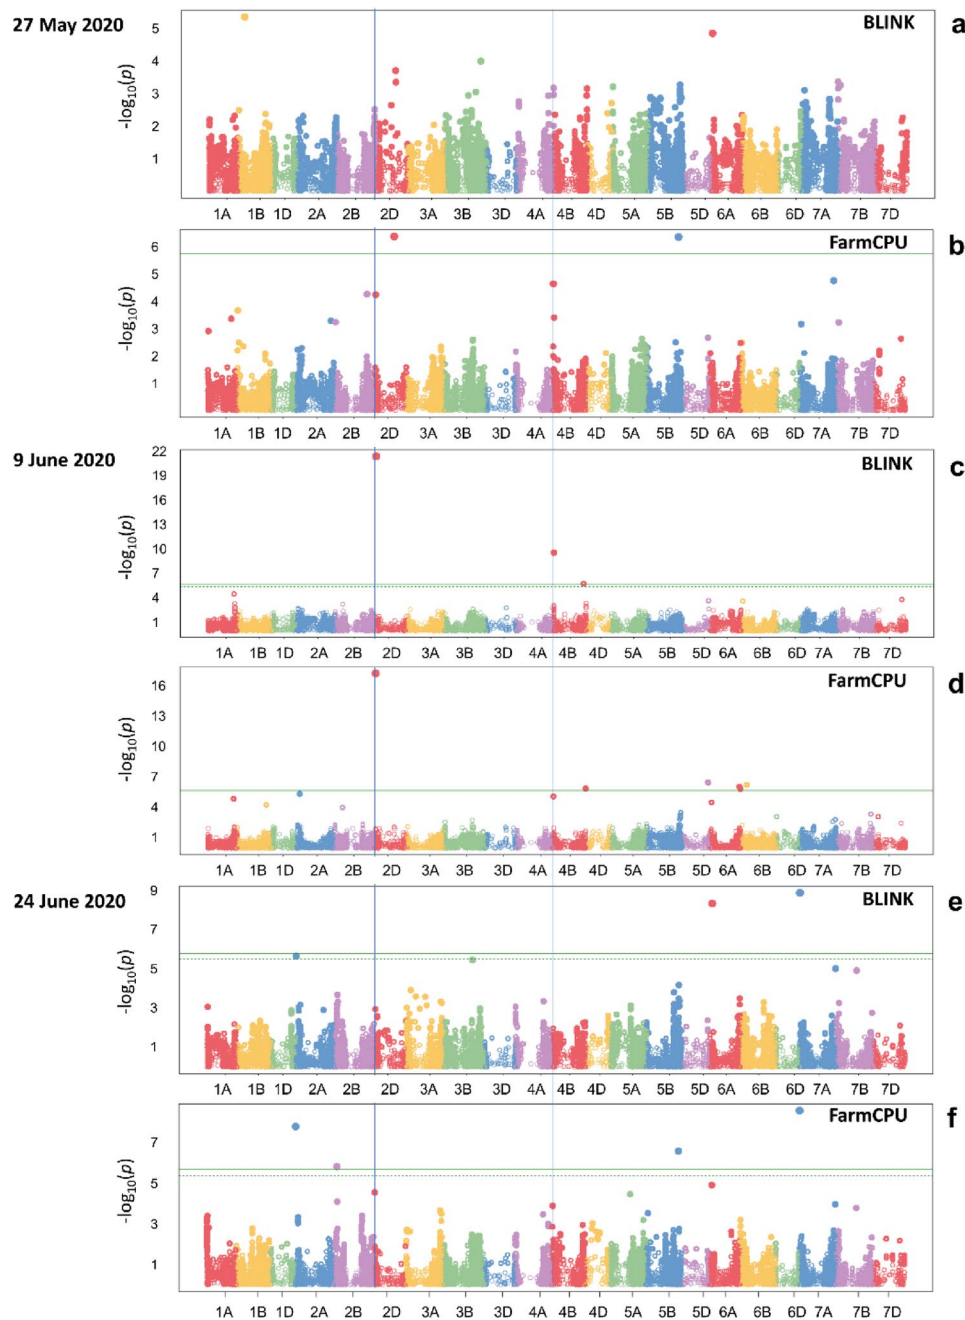 27 May 2020
BLINK
a
-log10(p)
5
4
3
2
1
1A 1B 1D 2A 2B 2D 3A 3B 3D 4A 4B 4D 5A 5B 5D 6A 6B 6D 7A 7B 7D
FarmCPU
b
-log10(p)
6
5
4
3
2
1
1A 1B 1D 2A 2B 2D 3A 3B 3D 4A 4B 4D 5A 5B 5D 6A 6B 6D 7A 7B 7D
9 June 2020
BLINK
c
-log10(p)
22
19
16
13
10
7
4
1
1A 1B 1D 2A 2B 2D 3A 3B 3D 4A 4B 4D 5A 5B 5D 6A 6B 6D 7A 7B 7D
FarmCPU
d
-log10(p)
16
13
10
7
4
1
1A 1B 1D 2A 2B 2D 3A 3B 3D 4A 4B 4D 5A 5B 5D 6A 6B 6D 7A 7B 7D
24 June 2020
BLINK
e
-log10(p)
9
7
5
3
1
1A 1B 1D 2A 2B 2D 3A 3B 3D 4A 4B 4D 5A 5B 5D 6A 6B 6D 7A 7B 7D
FarmCPU
f
-log10(p)
7
5
3
1
1A 1B 1D 2A 2B 2D 3A 3B 3D 4A 4B 4D 5A 5B 5D 6A 6B 6D 7A 7B 7D